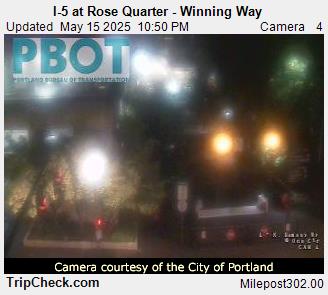 I-5 at Rose Quarter - Winning Way
Updated May 15 2025 10:50 PM Camera 4
PBOT
PORTLAND BUREAU OF TRANSPORTATION
Camera courtesy of the City of Portland
TripCheck.com Milepost302.00